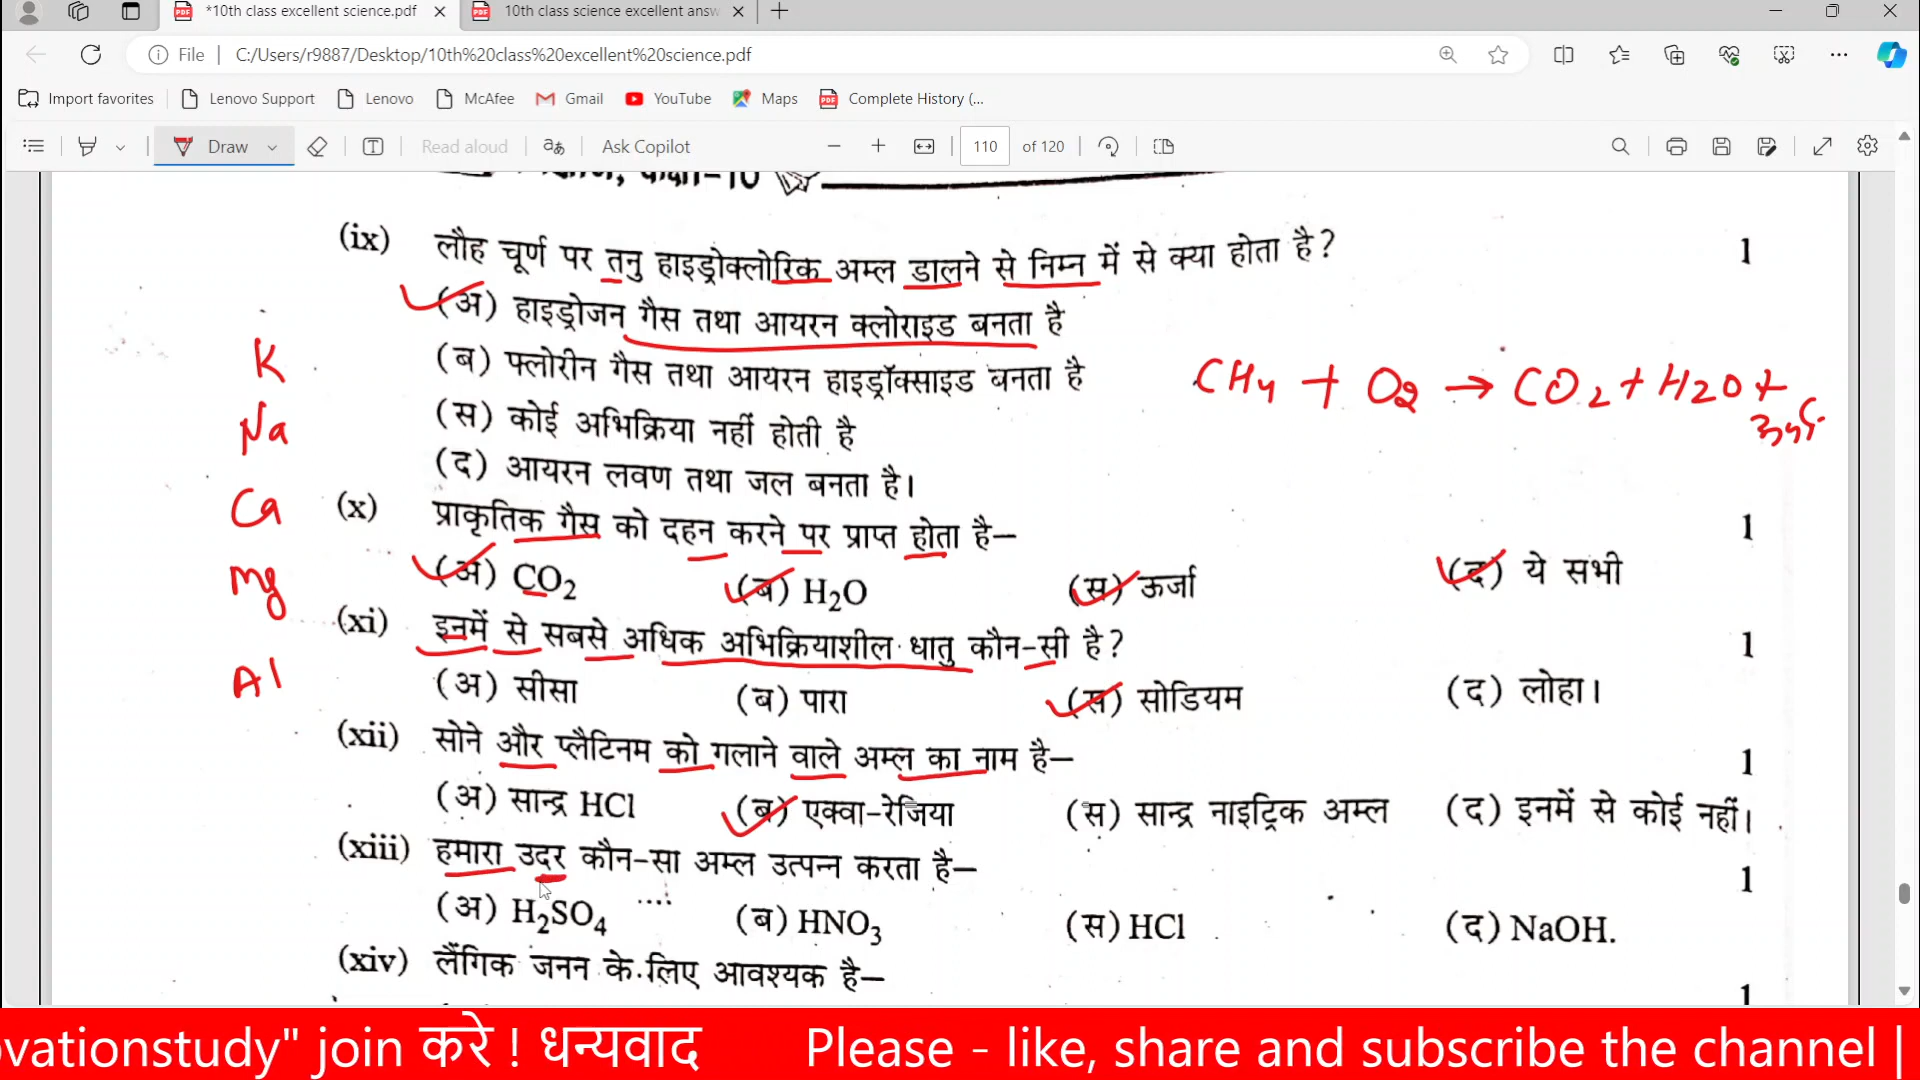 *10th class excellent science.pdf
10th class science excellent answ
File C:/Users/r9887/Desktop/10th%20class%20excellent%20science.pdf
Import favorites Lenovo Support Lenovo McAfee Gmail YouTube Maps Complete History (...
Draw Read aloud aあ Ask Copilot 110 of 120
कक्षा-10
(ix) लौह चूर्ण पर तनु हाइड्रोक्लोरिक अम्ल डालने से निम्न में से क्या होता है? 1
(अ) हाइड्रोजन गैस तथा आयरन क्लोराइड बनता है
(ब) फ्लोरीन गैस तथा आयरन हाइड्रॉक्साइड बनता है
(स) कोई अभिक्रिया नहीं होती है
(द) आयरन लवण तथा जल बनता है।
K
Na
Ca
Mg
Al
CH4 + O2 → CO2 + H2O +
(x) प्राकृतिक गैस को दहन करने पर प्राप्त होता है— 1
(अ) CO2 (ब) H2O (स) ऊर्जा (द) ये सभी
(xi) इनमें से सबसे अधिक अभिक्रियाशील धातु कौन-सी है? 1
(अ) सीसा (ब) पारा (स) सोडियम (द) लोहा।
(xii) सोने और प्लैटिनम को गलाने वाले अम्ल का नाम है— 1
(अ) सान्द्र HCl (ब) एक्वा-रेजिया (स) सान्द्र नाइट्रिक अम्ल (द) इनमें से कोई नहीं।
(xiii) हमारा उदर कौन-सा अम्ल उत्पन्न करता है— 1
(अ) H2SO4 (ब) HNO3 (स) HCl (द) NaOH.
(xiv) लैंगिक जनन के लिए आवश्यक है— 1
ovationstudy" join करे ! धन्यवाद Please - like, share and subscribe the channel |